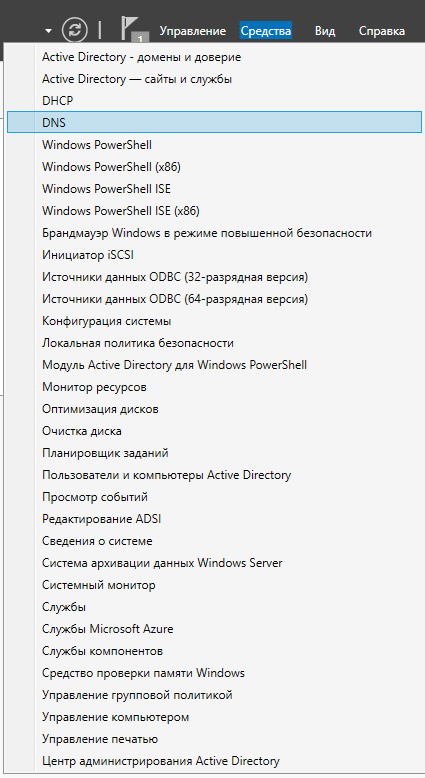 1 Управление Средства Вид Справка
Active Directory - домены и доверие
Active Directory — сайты и службы
DHCP
DNS
Windows PowerShell
Windows PowerShell (x86)
Windows PowerShell ISE
Windows PowerShell ISE (x86)
Брандмауэр Windows в режиме повышенной безопасности
Инициатор iSCSI
Источники данных ODBC (32-разрядная версия)
Источники данных ODBC (64-разрядная версия)
Конфигурация системы
Локальная политика безопасности
Модуль Active Directory для Windows PowerShell
Монитор ресурсов
Оптимизация дисков
Очистка диска
Планировщик заданий
Пользователи и компьютеры Active Directory
Просмотр событий
Редактирование ADSI
Сведения о системе
Система архивации данных Windows Server
Системный монитор
Службы
Службы Microsoft Azure
Службы компонентов
Средство проверки памяти Windows
Управление групповой политикой
Управление компьютером
Управление печатью
Центр администрирования Active Directory